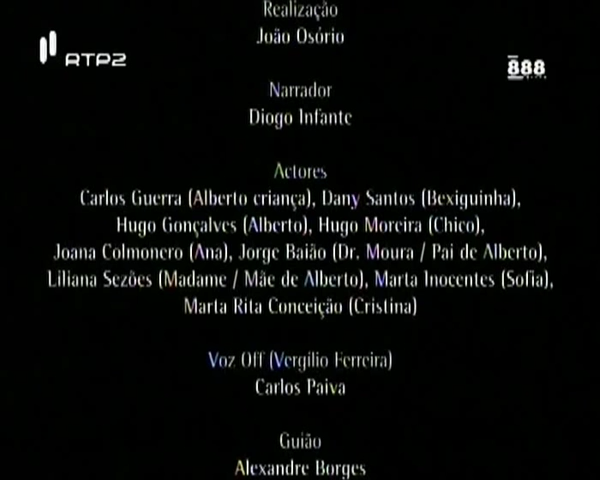 Realização
João Osório
RTP2
888
Narrador
Diogo Infante
Actores
Carlos Guerra (Alberto criança), Dany Santos (Bexiguinha),
Hugo Gonçalves (Alberto), Hugo Moreira (Chico),
Joana Colmonero (Ana), Jorge Baião (Dr. Moura / Pai de Alberto),
Liliana Sezões (Madame / Mãe de Alberto), Marta Inocentes (Sofia),
Marta Rita Conceição (Cristina)
Voz Off (Vergílio Ferreira)
Carlos Paiva
Guião
Alexandre Borges